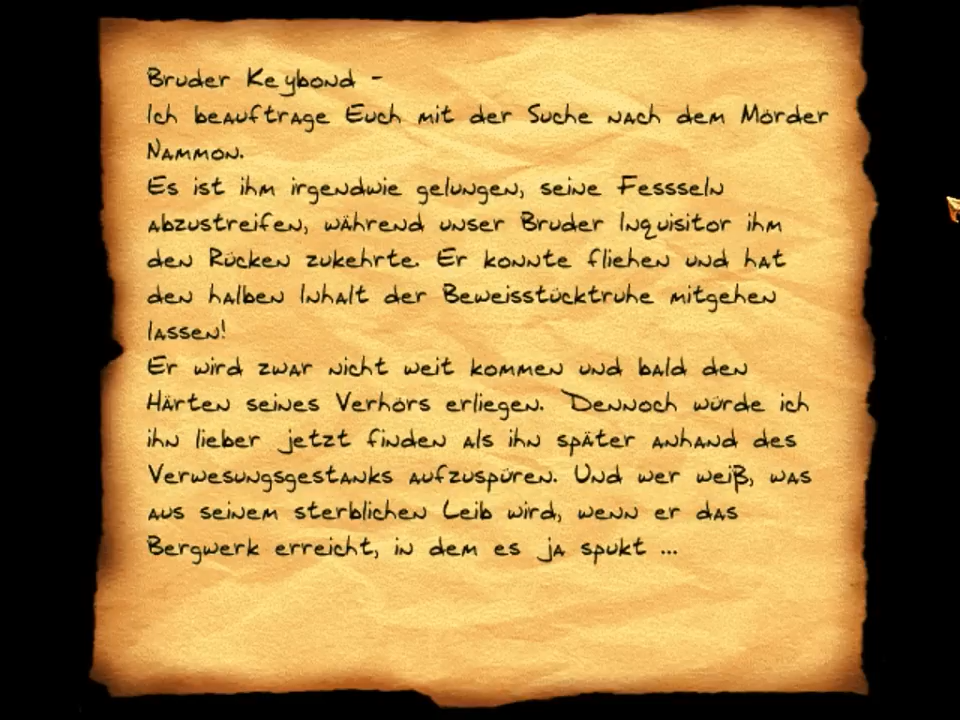 Bruder Keybond -
Ich beauftrage Euch mit der Suche nach dem Mörder
Nammon.
Es ist ihm irgendwie gelungen, seine Fessseln
abzustreifen, während unser Bruder Inquisitor ihm
den Rücken zukehrte. Er konnte fliehen und hat
den halben Inhalt der Beweisstücktruhe mitgehen
lassen!
Er wird zwar nicht weit kommen und bald den
Härten seines Verhörs erliegen. Dennoch würde ich
ihn lieber jetzt finden als ihn später anhand des
Verwesungsgestanks aufzuspüren. Und wer weiß, was
aus seinem sterblichen Leib wird, wenn er das
Bergwerk erreicht, in dem es ja spukt ...